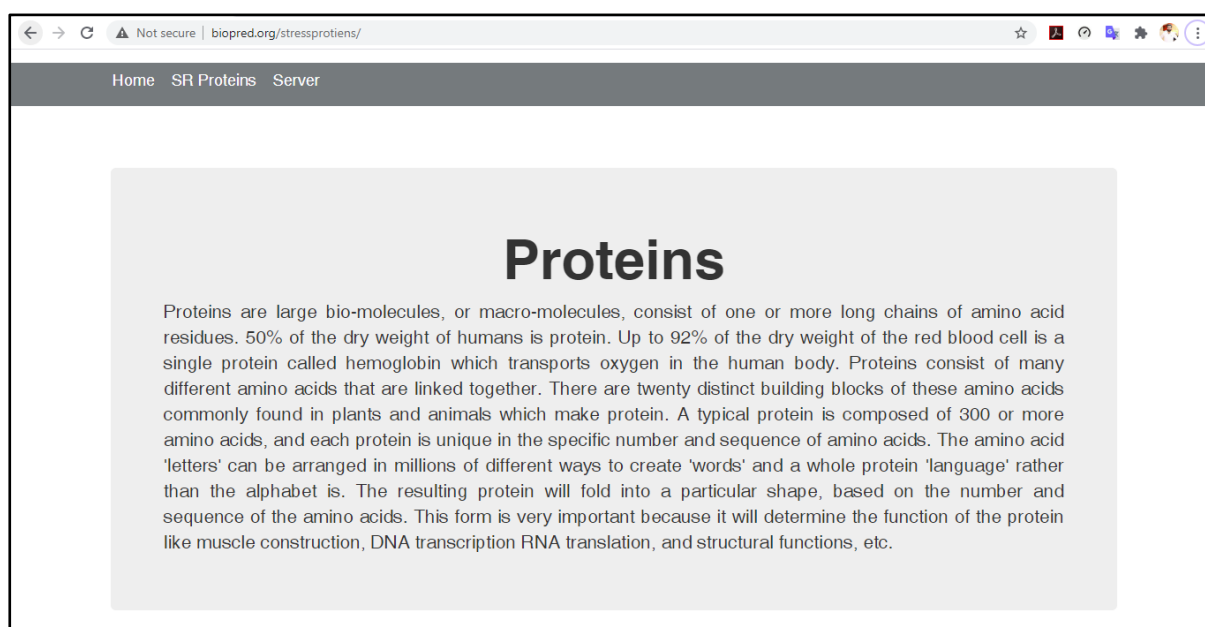 Not secure | biopred.org/stressprotiens/
Home SR Proteins Server
Proteins
Proteins are large bio-molecules, or macro-molecules, consist of one or more long chains of amino acid
residues. 50% of the dry weight of humans is protein. Up to 92% of the dry weight of the red blood cell is a
single protein called hemoglobin which transports oxygen in the human body. Proteins consist of many
different amino acids that are linked together. There are twenty distinct building blocks of these amino acids
commonly found in plants and animals which make protein. A typical protein is composed of 300 or more
amino acids, and each protein is unique in the specific number and sequence of amino acids. The amino acid
'letters' can be arranged in millions of different ways to create 'words' and a whole protein 'language' rather
than the alphabet is. The resulting protein will fold into a particular shape, based on the number and
sequence of the amino acids. This form is very important because it will determine the function of the protein
like muscle construction, DNA transcription RNA translation, and structural functions, etc.